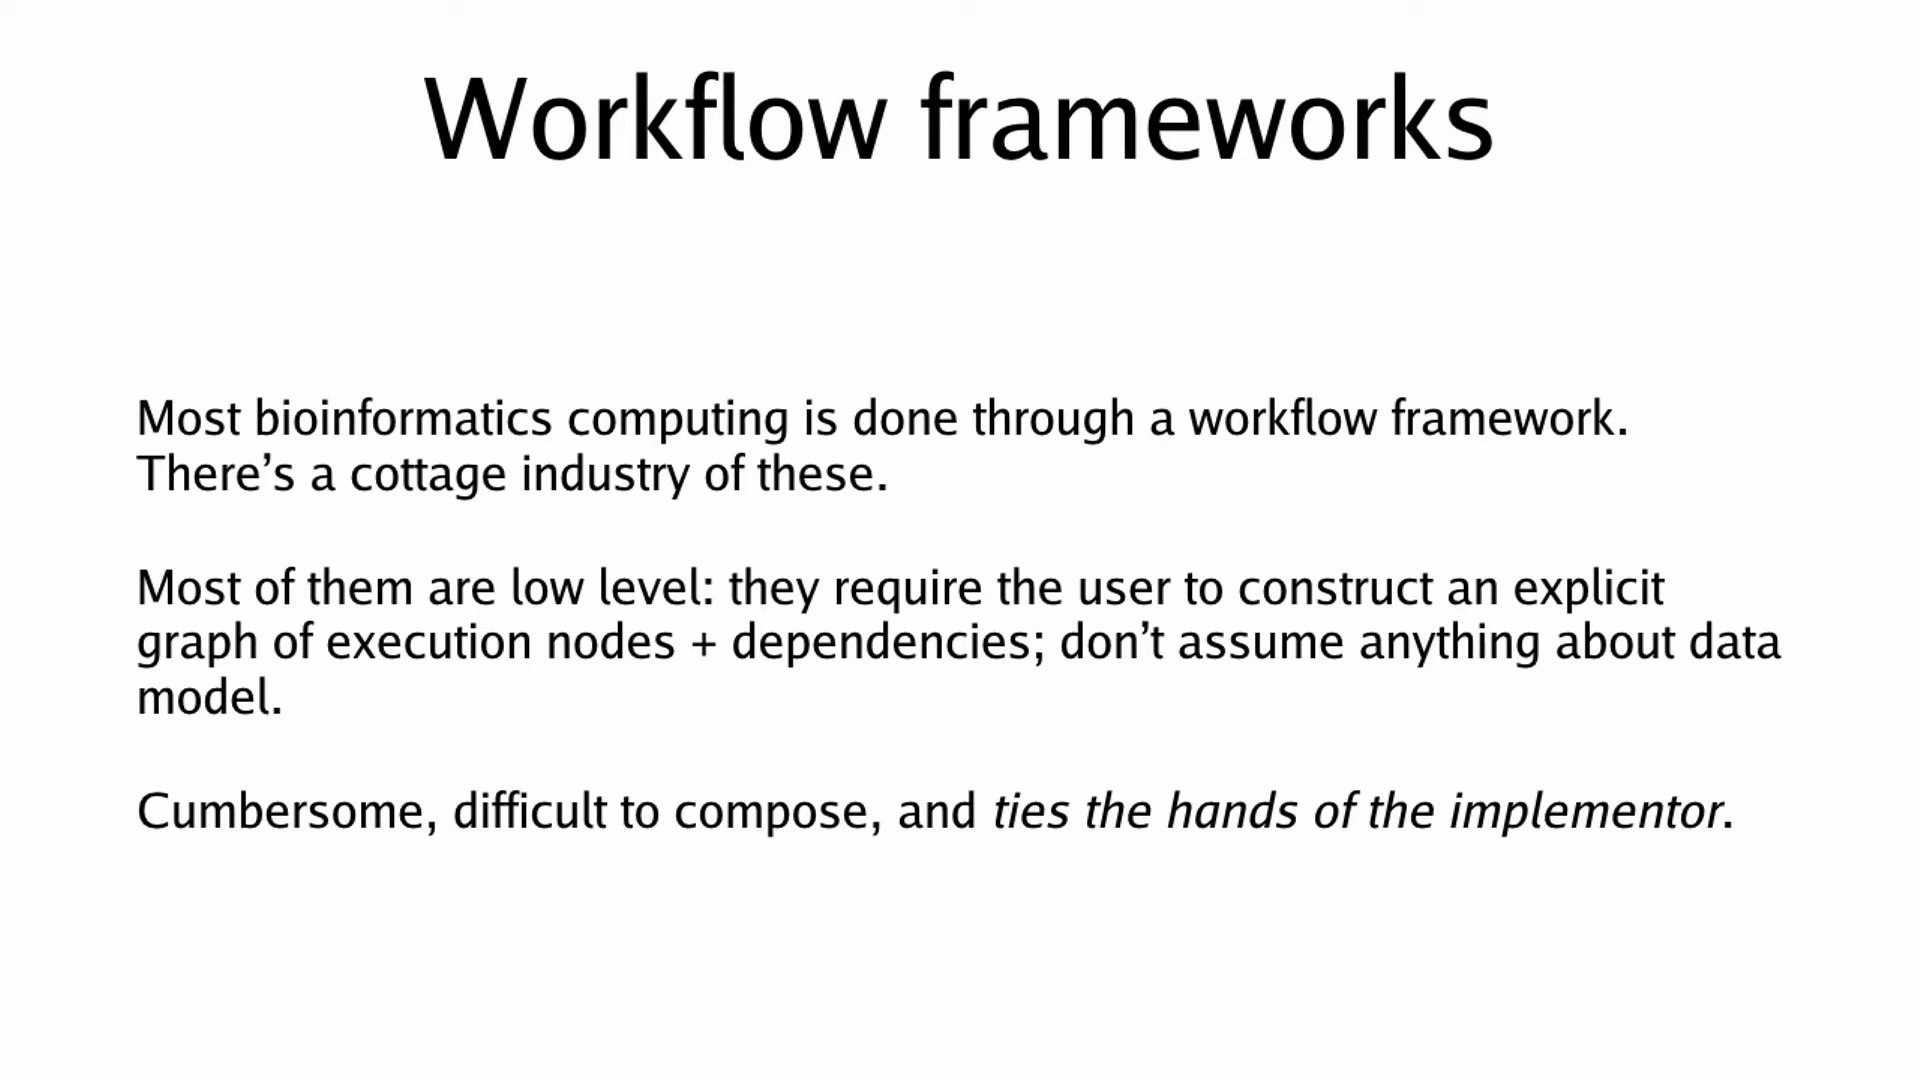 Workflow frameworks
Most bioinformatics computing is done through a workflow framework.
There’s a cottage industry of these.
Most of them are low level: they require the user to construct an explicit
graph of execution nodes + dependencies; don’t assume anything about data
model.
Cumbersome, difficult to compose, and ties the hands of the implementor.